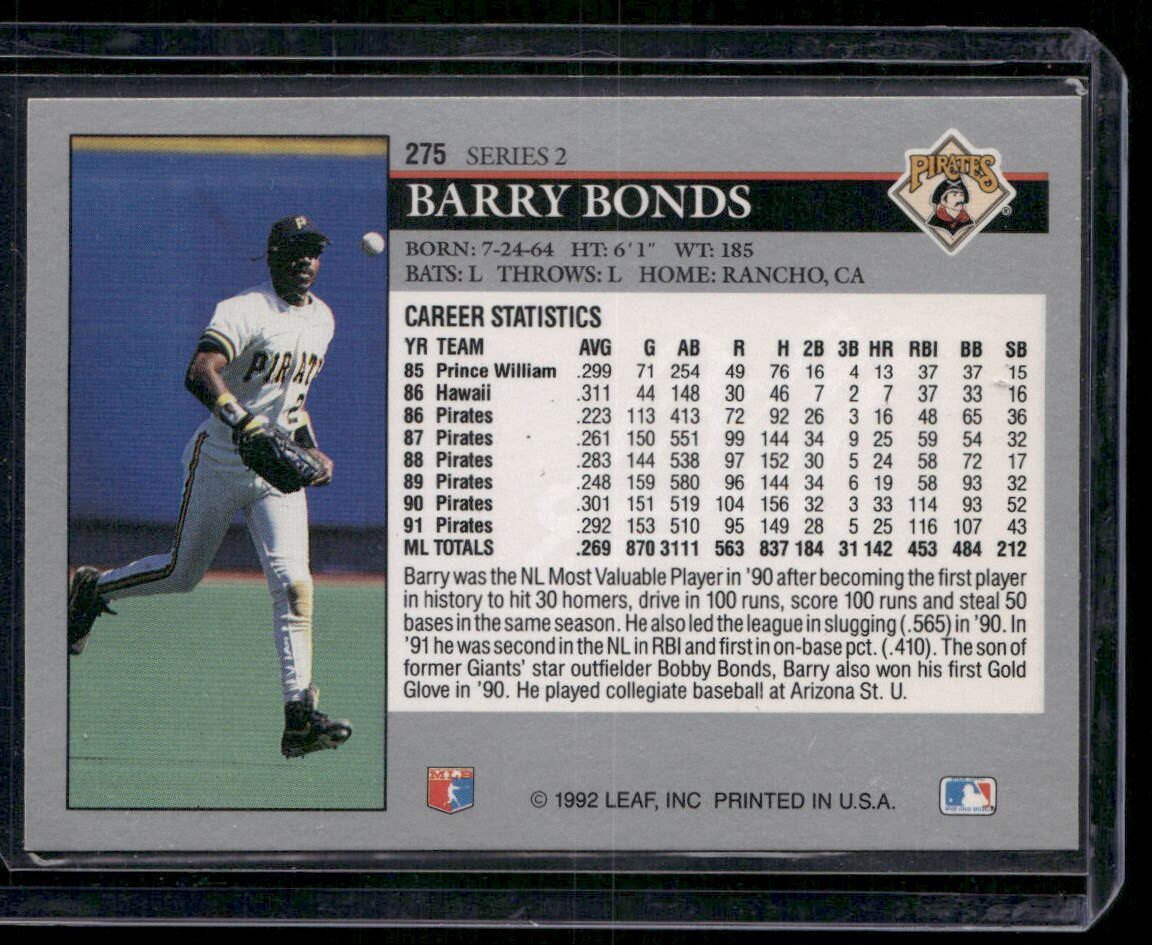 275 SERIES 2
PIRATES
BARRY BONDS
BORN: 7-24-64 HT: 6'1" WT: 185
BATS: L THROWS: L HOME: RANCHO, CA
CAREER STATISTICS
YR TEAM AVG G AB R H 2B 3B HR RBI BB SB
85 Prince William .299 71 254 49 76 16 4 13 37 37 15
86 Hawaii .311 44 148 30 46 7 2 7 37 33 16
86 Pirates .223 113 413 72 92 26 3 16 48 65 36
87 Pirates .261 150 551 99 144 34 9 25 59 54 32
88 Pirates .283 144 538 97 152 30 5 24 58 72 17
89 Pirates .248 159 580 96 144 34 6 19 58 93 32
90 Pirates .301 151 519 104 156 32 3 33 114 93 52
91 Pirates .292 153 510 95 149 28 5 25 116 107 43
ML TOTALS .269 870 3111 563 837 184 31 142 453 484 212
Barry was the NL Most Valuable Player in '90 after becoming the first player
in history to hit 30 homers, drive in 100 runs, score 100 runs and steal 50
bases in the same season. He also led the league in slugging (.565) in '90. In
'91 he was second in the NL in RBI and first in on-base pct. (.410). The son of
former Giants' star outfielder Bobby Bonds, Barry also won his first Gold
Glove in '90. He played collegiate baseball at Arizona St. U.
P
PIRAT
2
MLB
© 1992 LEAF, INC PRINTED IN U.S.A.